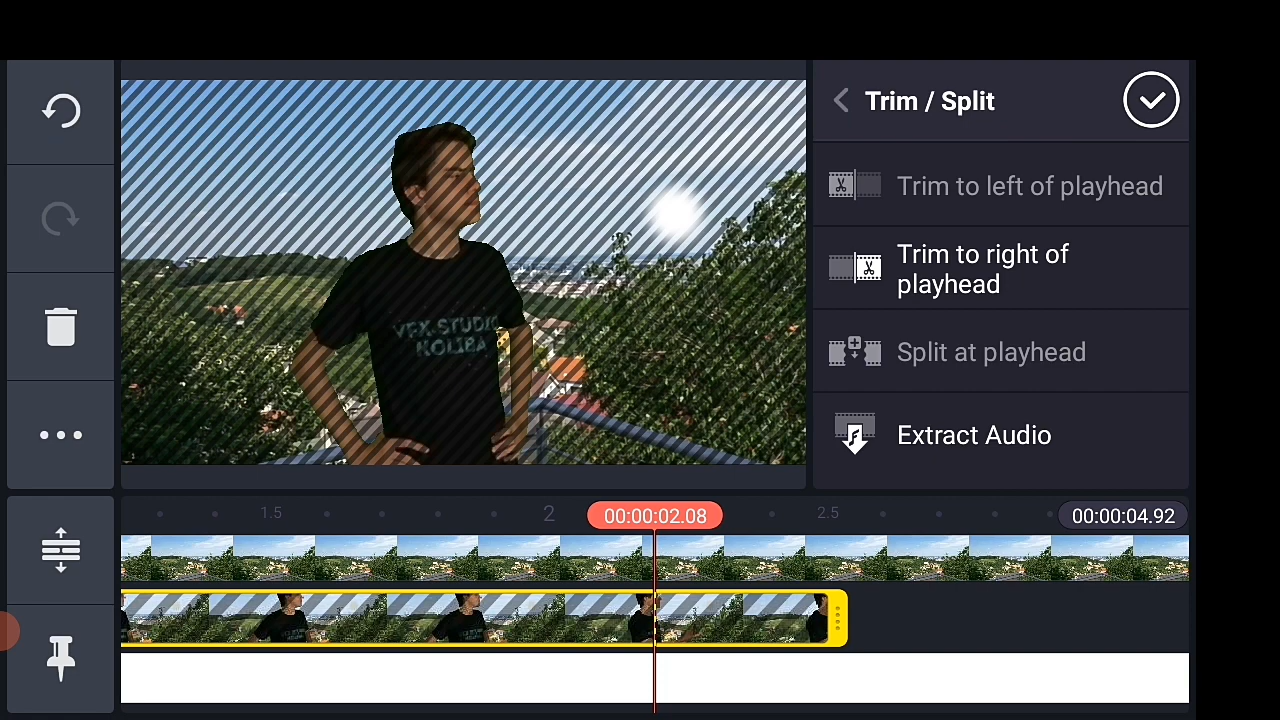 Trim / Split
Trim to left of playhead
Trim to right of
playhead
Split at playhead
Extract Audio
VFX-STUDIO
KOLIBA
1.5
2
00:00:02.08
2.5
00:00:04.92